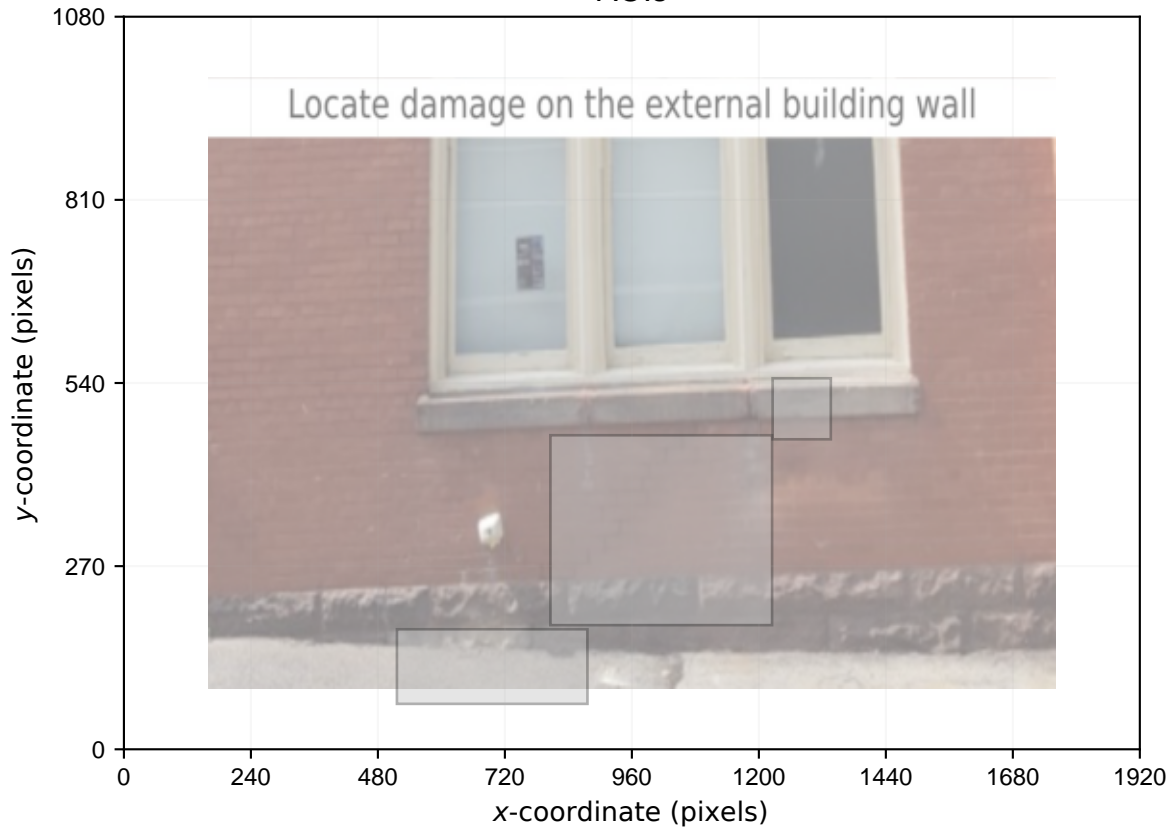 1080
Locate damage on the external building wall
810
540
270
0
0 240 480 720 960 1200 1440 1680 1920
y-coordinate (pixels)
x-coordinate (pixels)